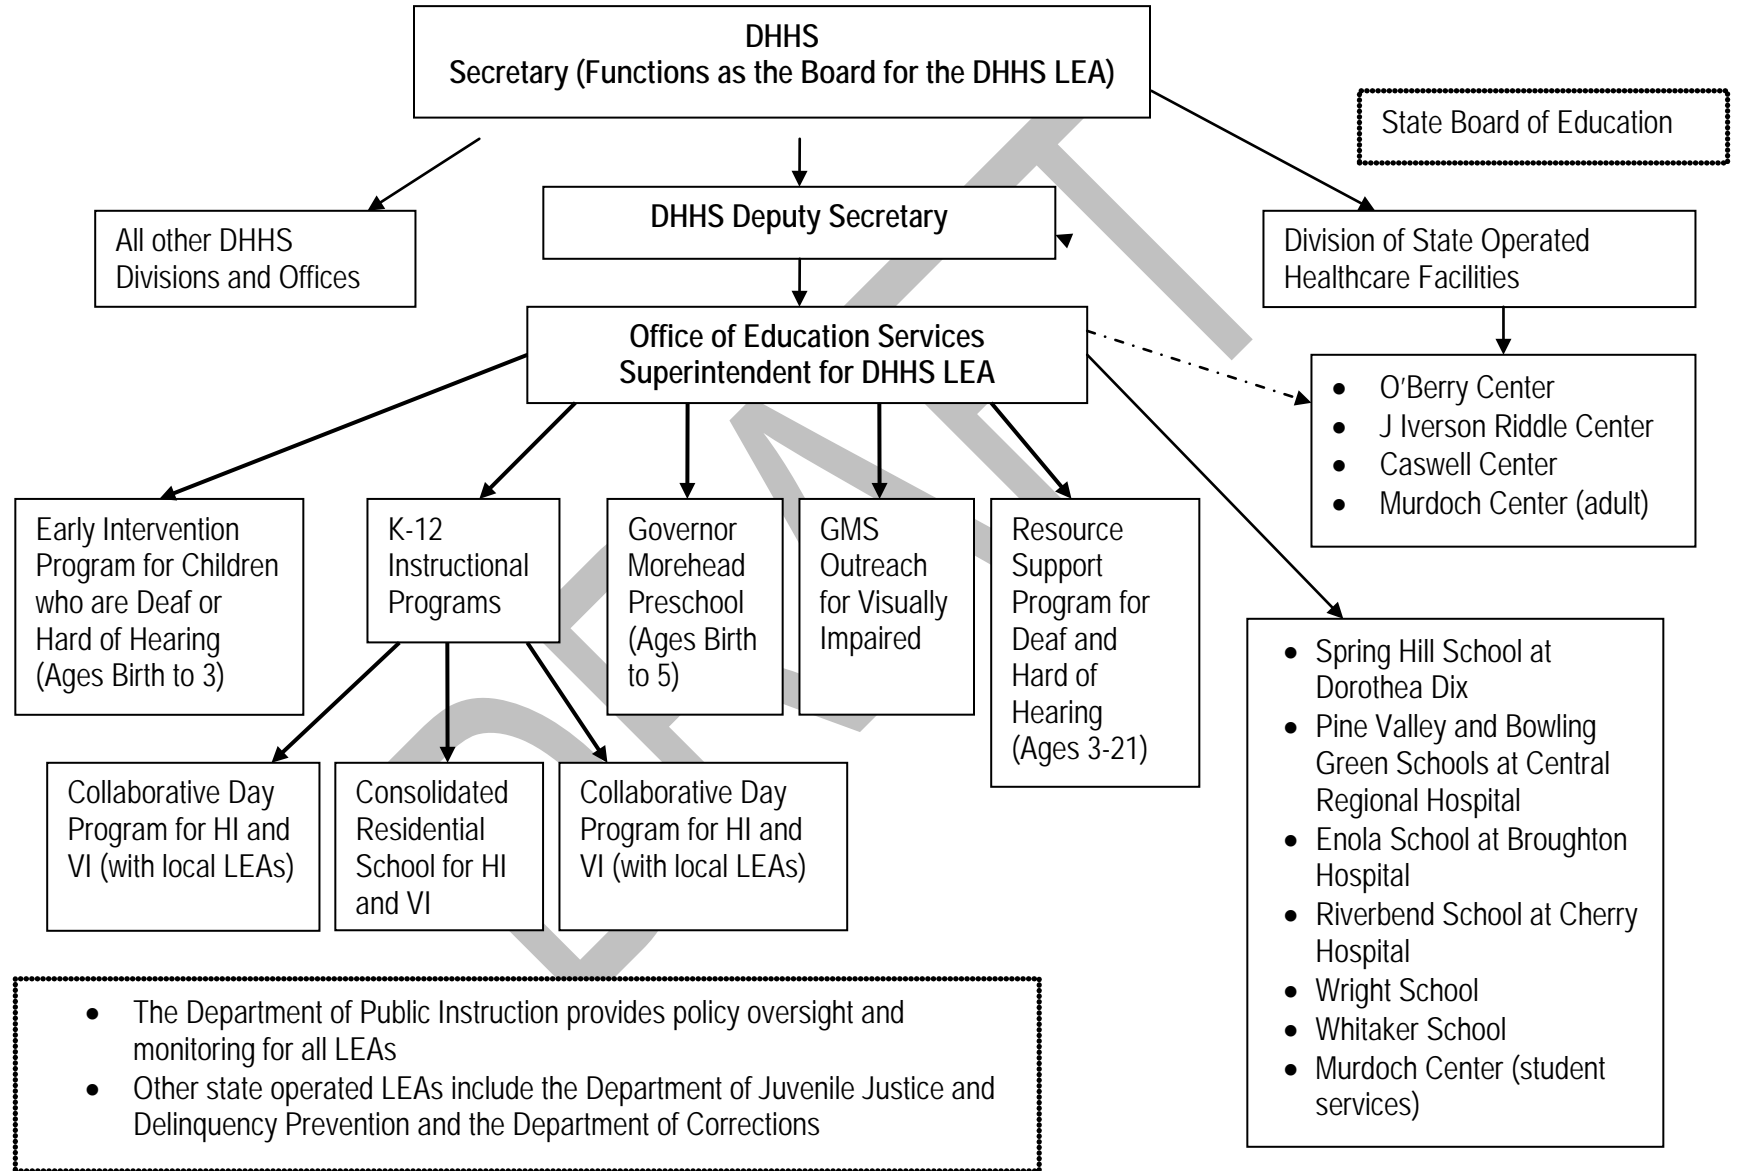 DHHS
Secretary (Functions as the Board for the DHHS LEA)
State Board of Education
All other DHHS
Divisions and Offices
DHHS Deputy Secretary
Division of State Operated
Healthcare Facilities
Office of Education Services
Superintendent for DHHS LEA
• O'Berry Center
• J Iverson Riddle Center
• Caswell Center
• Murdoch Center (adult)
Early Intervention
Program for Children
who are Deaf or
Hard of Hearing
(Ages Birth to 3)
K-12
Instructional
Programs
Governor
Morehead
Preschool
(Ages Birth
to 5)
GMS
Outreach
for Visually
Impaired
Resource
Support
Program for
Deaf and
Hard of
Hearing
(Ages 3-21)
• Spring Hill School at
Dorothea Dix
• Pine Valley and Bowling
Green Schools at Central
Regional Hospital
• Enola School at Broughton
Hospital
• Riverbend School at Cherry
Hospital
• Wright School
• Whitaker School
• Murdoch Center (student
services)
Collaborative Day
Program for HI and
VI (with local LEAs)
Consolidated
Residential
School for HI
and VI
Collaborative Day
Program for HI and
VI (with local LEAs)
• The Department of Public Instruction provides policy oversight and
monitoring for all LEAs
• Other state operated LEAs include the Department of Juvenile Justice and
Delinquency Prevention and the Department of Corrections
DRAFT